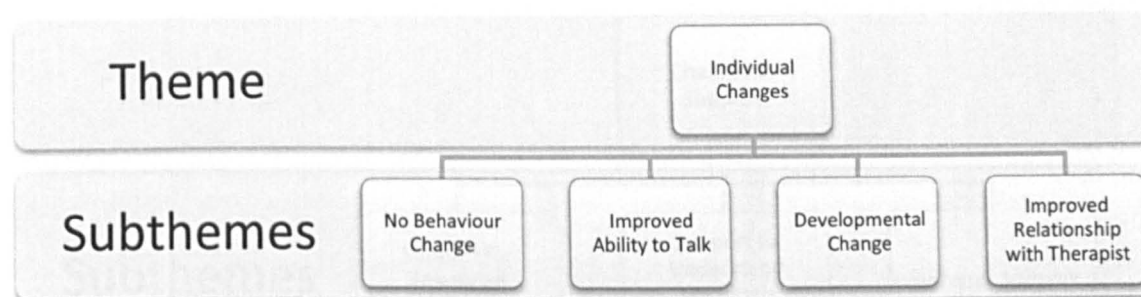 Theme
Individual
Changes
Subthemes
No Behaviour
Change
Improved
Ability to Talk
Developmental
Change
Improved
Relationship
with Therapist